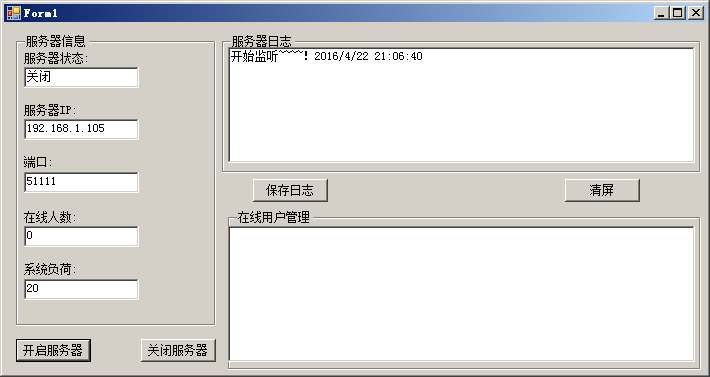 Form1
服务器信息
服务器状态:
关闭
服务器IP:
192.168.1.105
端口:
51111
在线人数:
0
系统负荷:
20
开启服务器
关闭服务器
服务器日志
开始监听~~~~! 2016/4/22 21:06:40
保存日志
清屏
在线用户管理